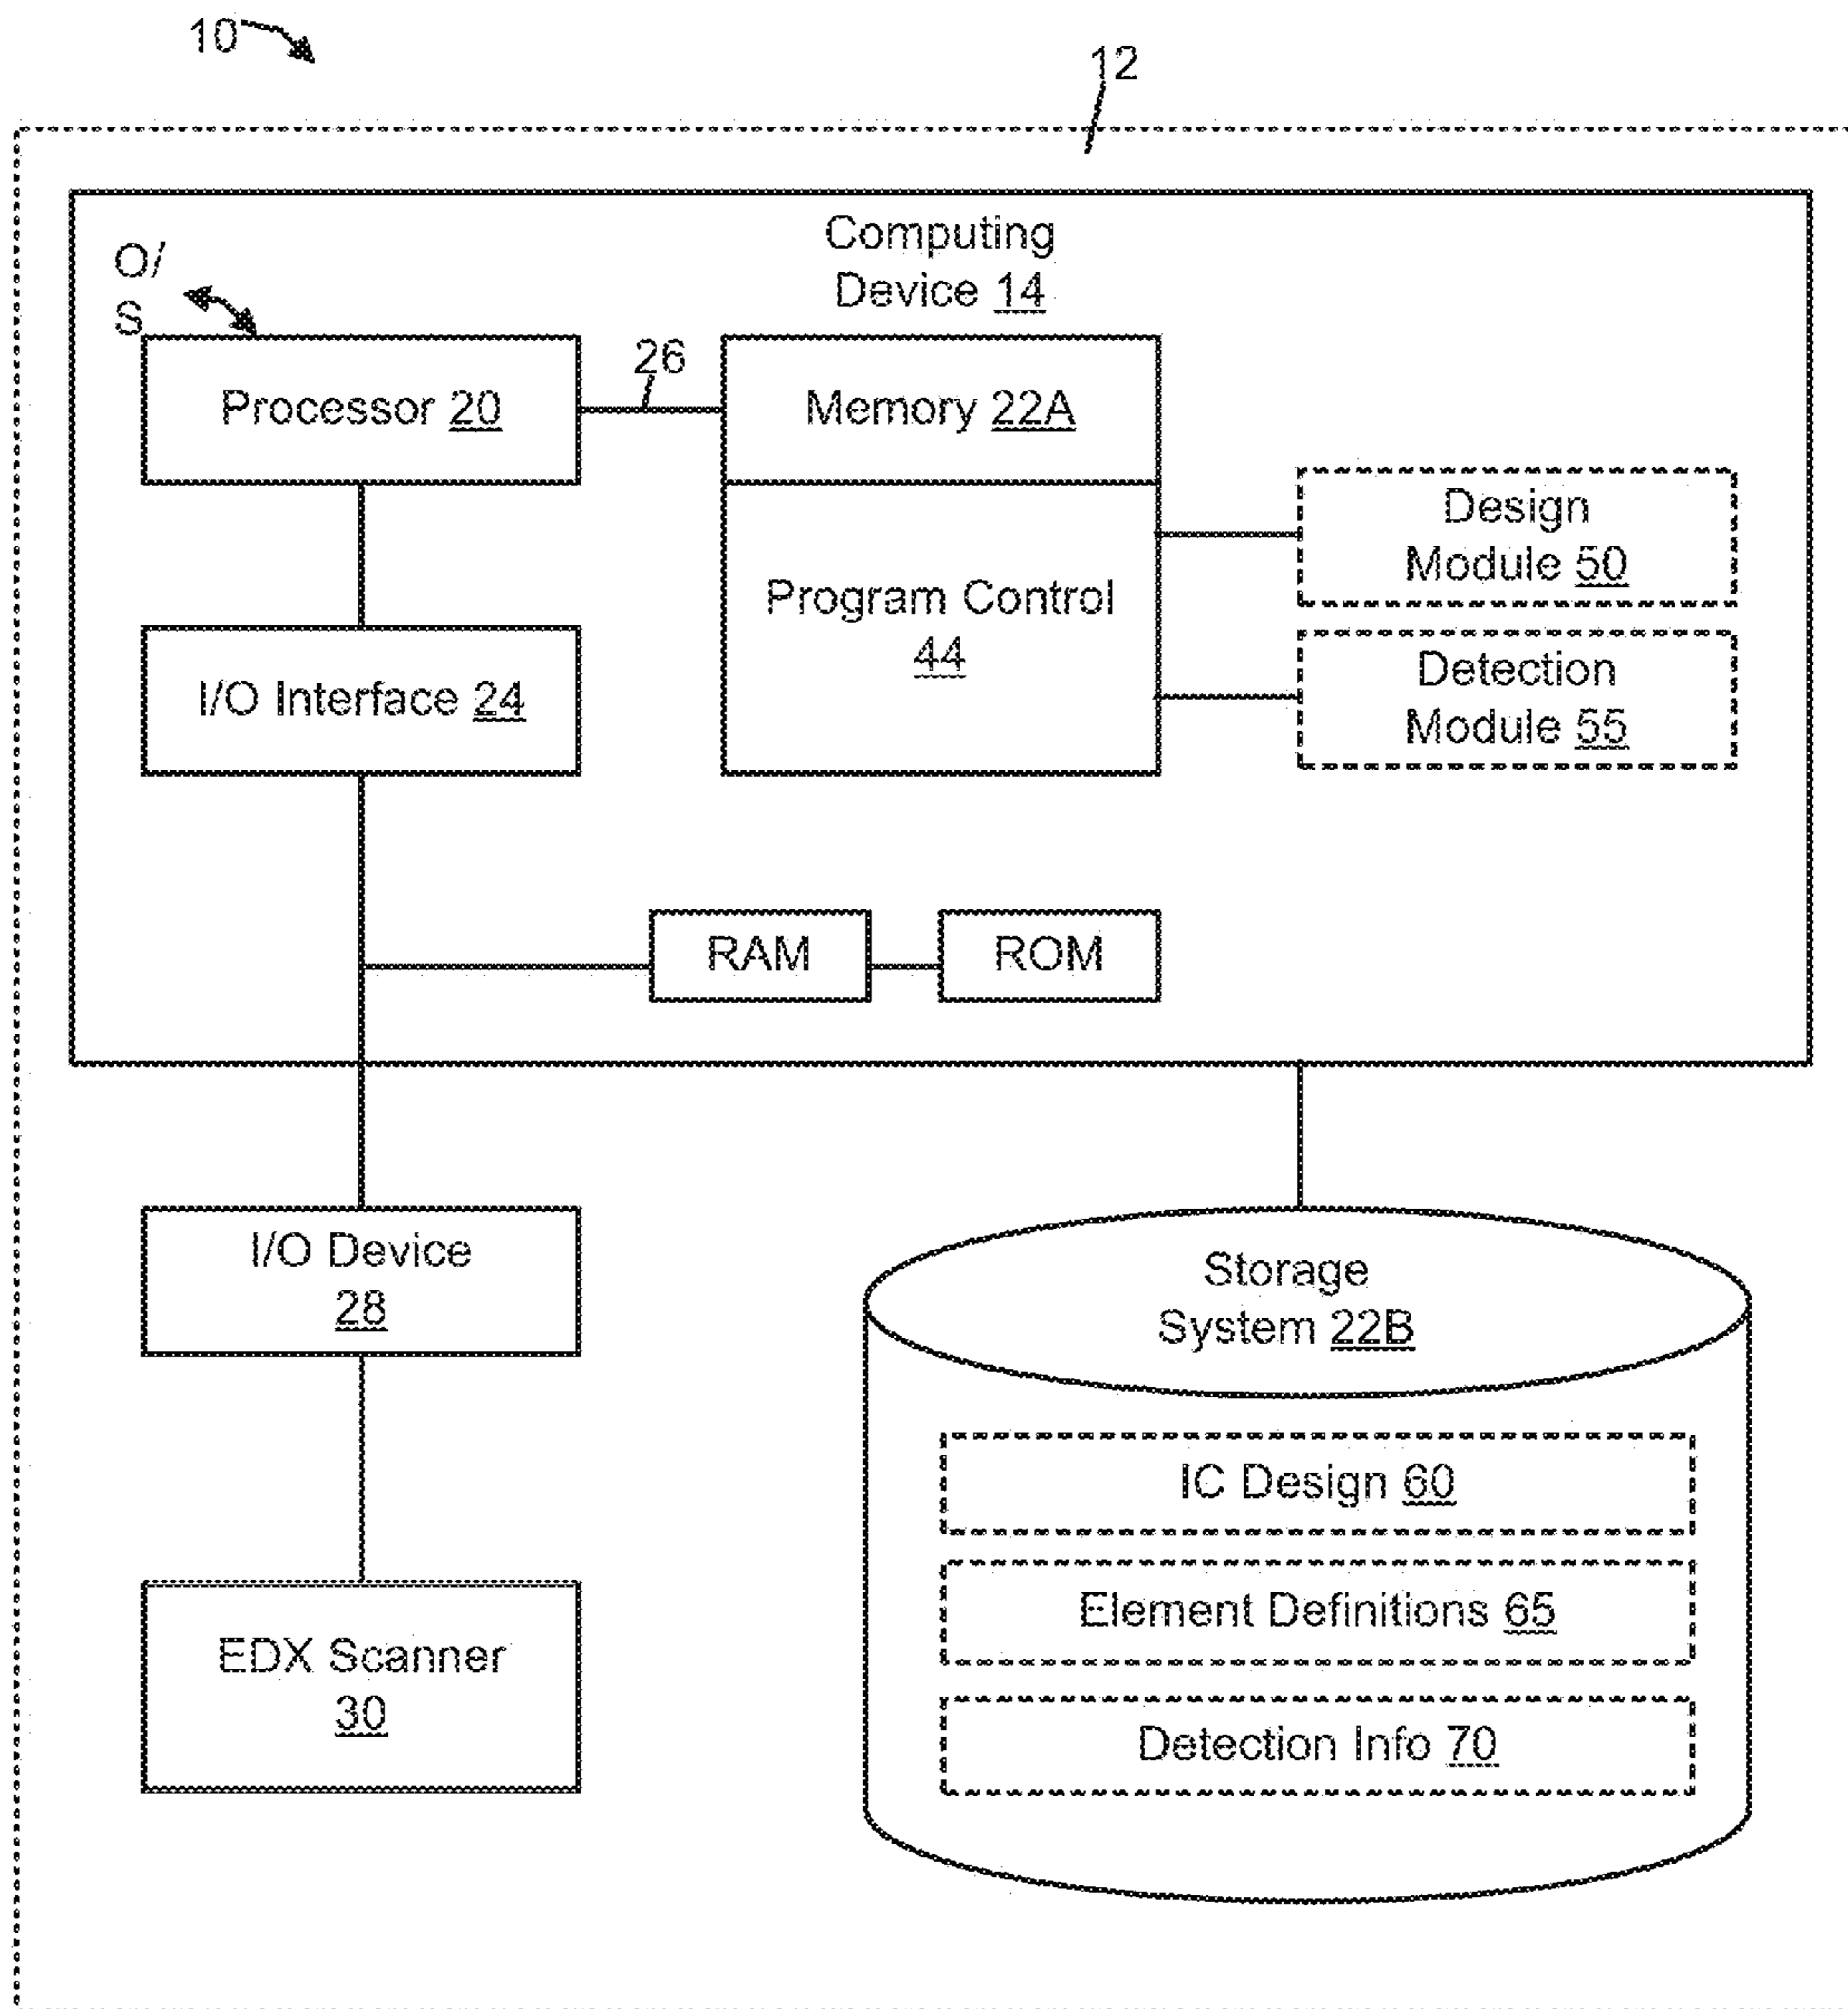 10
12
Computing
Device 14
O/
S
Processor 20
26
Memory 22A
Design
Module 50
Program Control
44
I/O Interface 24
Detection
Module 55
RAM
ROM
I/O Device
28
Storage
System 22B
IC Design 60
Element Definitions 65
EDX Scanner
30
Detection Info 70